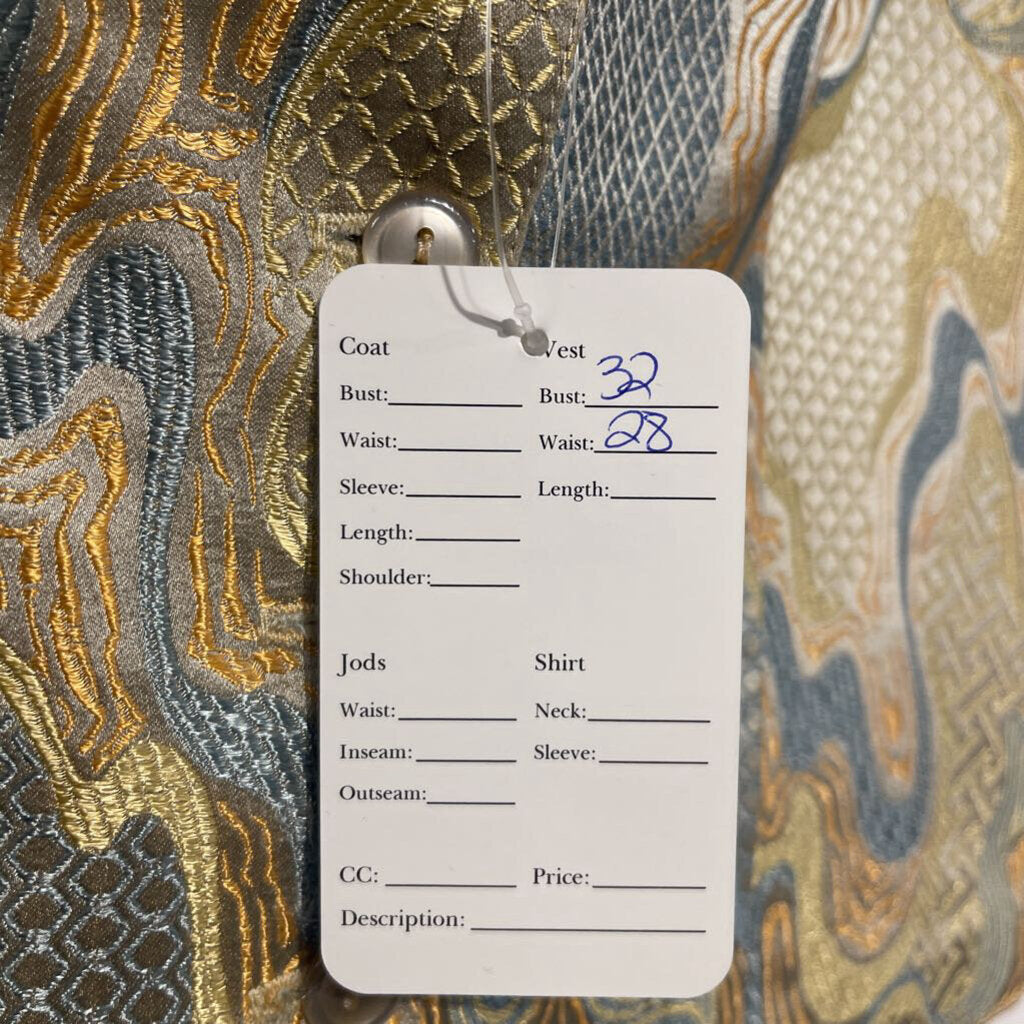 Coat
Bust:
Waist:
Sleeve:
Length:
Shoulder:
Vest
Bust: 32
Waist: 28
Length:
Jods
Waist:
Inseam:
Outseam:
Shirt
Neck:
Sleeve:
CC:
Price:
Description: